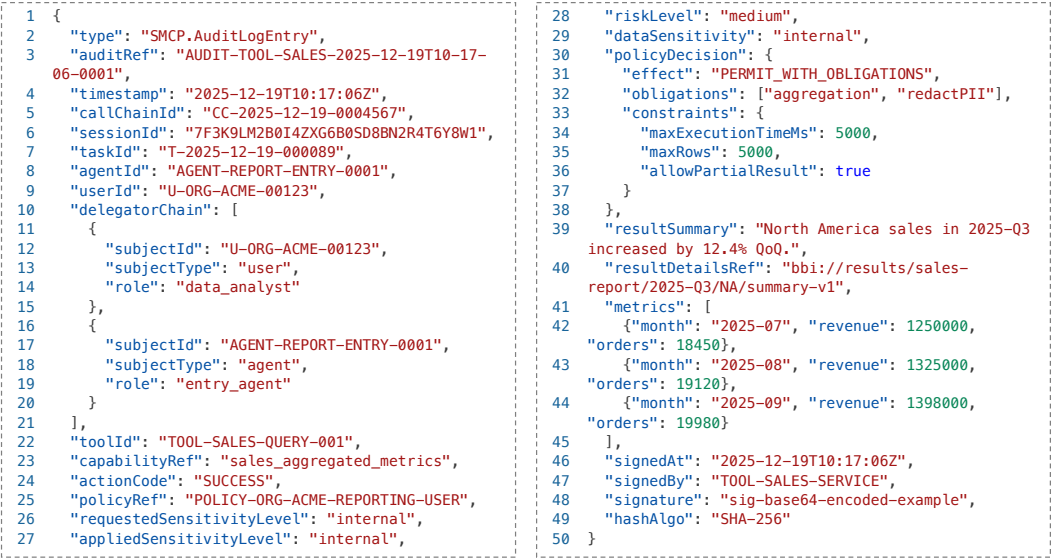 1 {
2 "type": "SMCP.AuditLogEntry",
3 "auditRef": "AUDIT-TOOL-SALES-2025-12-19T10-17-
06-0001",
4 "timestamp": "2025-12-19T10:17:06Z",
5 "callChainId": "CC-2025-12-19-0004567",
6 "sessionId": "7F3K9LM2B0I4ZXG6B0SD8BN2R4T6Y8W1",
7 "taskId": "T-2025-12-19-000089",
8 "agentId": "AGENT-REPORT-ENTRY-0001",
9 "userId": "U-ORG-ACME-00123",
10 "delegatorChain": [
11 {
12 "subjectId": "U-ORG-ACME-00123",
13 "subjectType": "user",
14 "role": "data_analyst"
15 },
16 {
17 "subjectId": "AGENT-REPORT-ENTRY-0001",
18 "subjectType": "agent",
19 "role": "entry_agent"
20 }
21 ],
22 "toolId": "TOOL-SALES-QUERY-001",
23 "capabilityRef": "sales_aggregated_metrics",
24 "actionCode": "SUCCESS",
25 "policyRef": "POLICY-ORG-ACME-REPORTING-USER",
26 "requestedSensitivityLevel": "internal",
27 "appliedSensitivityLevel": "internal",
28 "riskLevel": "medium",
29 "dataSensitivity": "internal",
30 "policyDecision": {
31 "effect": "PERMIT_WITH_OBLIGATIONS",
32 "obligations": ["aggregation", "redactPII"],
33 "constraints": {
34 "maxExecutionTimeMs": 5000,
35 "maxRows": 5000,
36 "allowPartialResult": true
37 }
38 },
39 "resultSummary": "North America sales in 2025-Q3
increased by 12.4% QoQ.",
40 "resultDetailsRef": "bbi://results/sales-
report/2025-Q3/NA/summary-v1",
41 "metrics": [
42 {"month": "2025-07", "revenue": 1250000,
"orders": 18450},
43 {"month": "2025-08", "revenue": 1325000,
"orders": 19120},
44 {"month": "2025-09", "revenue": 1398000,
"orders": 19980}
45 ],
46 "signedAt": "2025-12-19T10:17:06Z",
47 "signedBy": "TOOL-SALES-SERVICE",
48 "signature": "sig-base64-encoded-example",
49 "hashAlgo": "SHA-256"
50 }